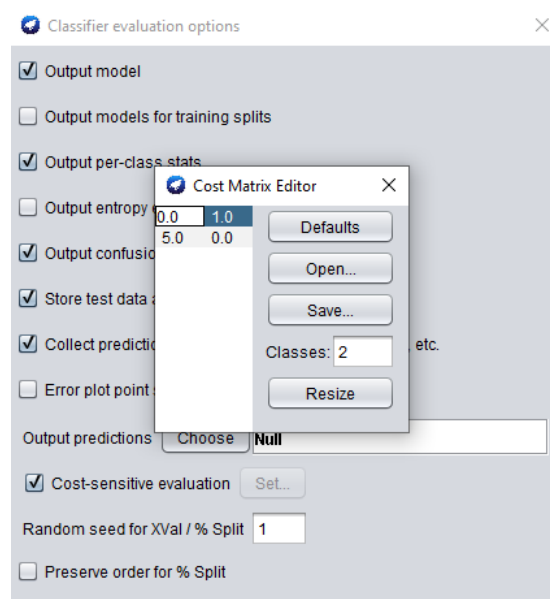 Classifier evaluation options
Output model
Output models for training splits
Output per-class stats
Cost Matrix Editor
Output entropy
0.0 1.0
Defaults
5.0 0.0
Output
Open...
Store test data
Save...
Collect
Classes: 2
, etc.
Error plot point
Resize
Output predictions Choose Null
Cost-sensitive evaluation Set...
Random seed for XVal / % Split 1
Preserve order for % Split